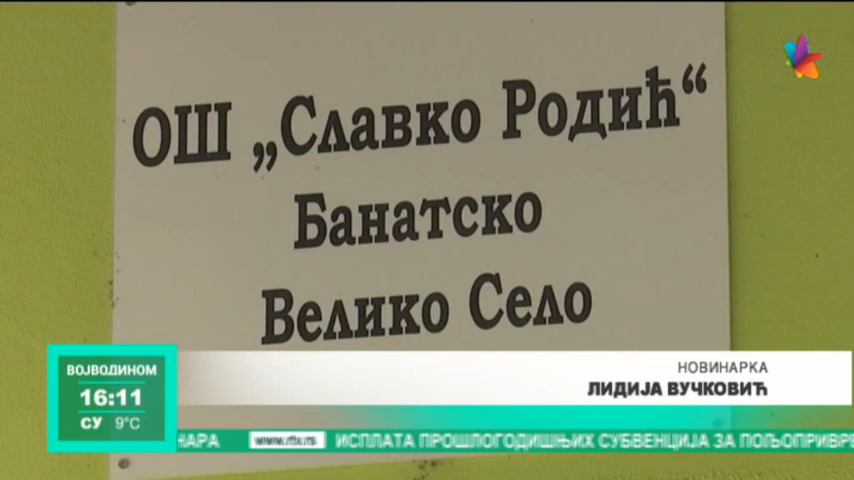 ОШ „Славко Родић“
Банатско
Велико Село
НОВИНАРКА
ЛИДИЈА ВУЧКОВИЋ
ВОЈВОДИНОМ
16:11
СУ 9°C
НАРА www.rtv.rs ИСПЛАТА ПРОШЛОГОДИШЊИХ СУБВЕНЦИЈА ЗА ПОЉОПРИВРЕ